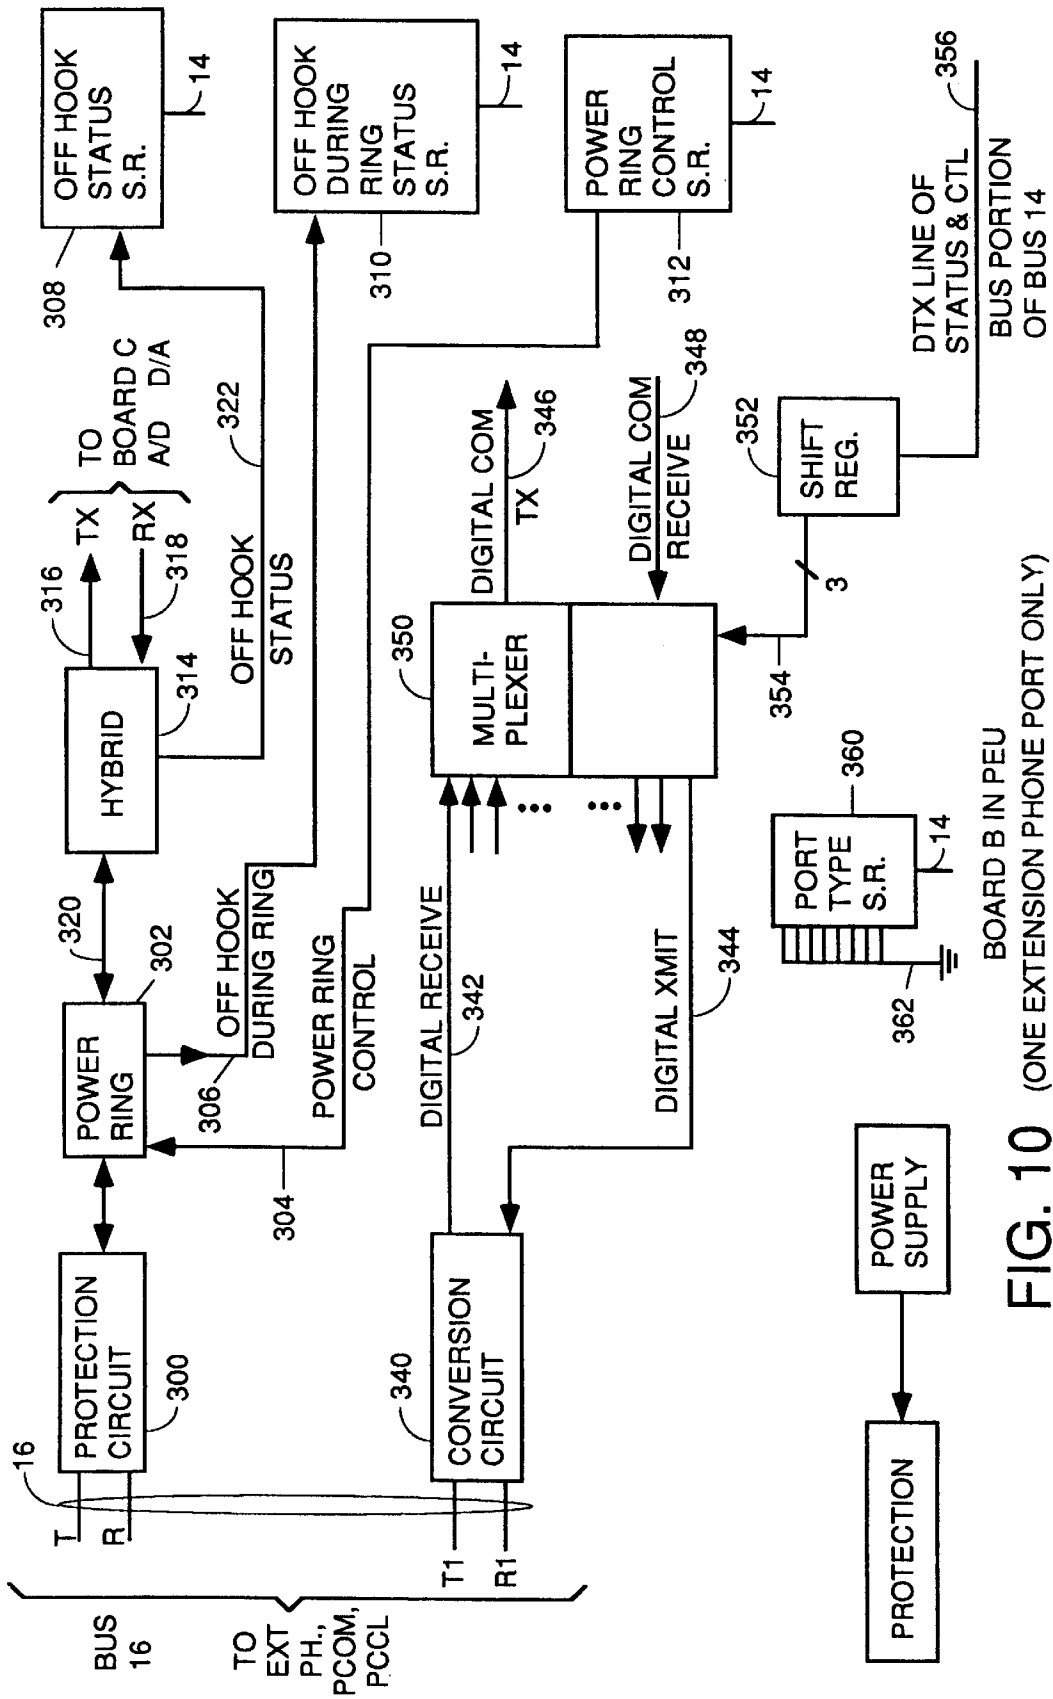 BUS
16
TO
EXT
PH.,
PCOM,
PCCL
16
T
R
T1
R1
PROTECTION
CIRCUIT
300
POWER
RING
302
320
HYBRID
314
316
TX
RX
318
TO
BOARD C
A/D D/A
308
OFF HOOK
STATUS
S.R.
14
322
OFF HOOK
STATUS
306
OFF HOOK
DURING RING
310
OFF HOOK
DURING
RING
STATUS
S.R.
14
304
POWER RING
CONTROL
312
POWER
RING
CONTROL
S.R.
14
340
CONVERSION
CIRCUIT
DIGITAL RECEIVE
342
DIGITAL XMIT
344
350
MULTI-
PLEXER
DIGITAL COM
TX
346
DIGITAL COM
RECEIVE
348
354
3
352
SHIFT
REG.
DTX LINE OF
STATUS & CTL
356
BUS PORTION
OF BUS 14
362
PORT
TYPE
S.R.
360
14
PROTECTION
POWER
SUPPLY
BOARD B IN PEU
FIG. 10 (ONE EXTENSION PHONE PORT ONLY)